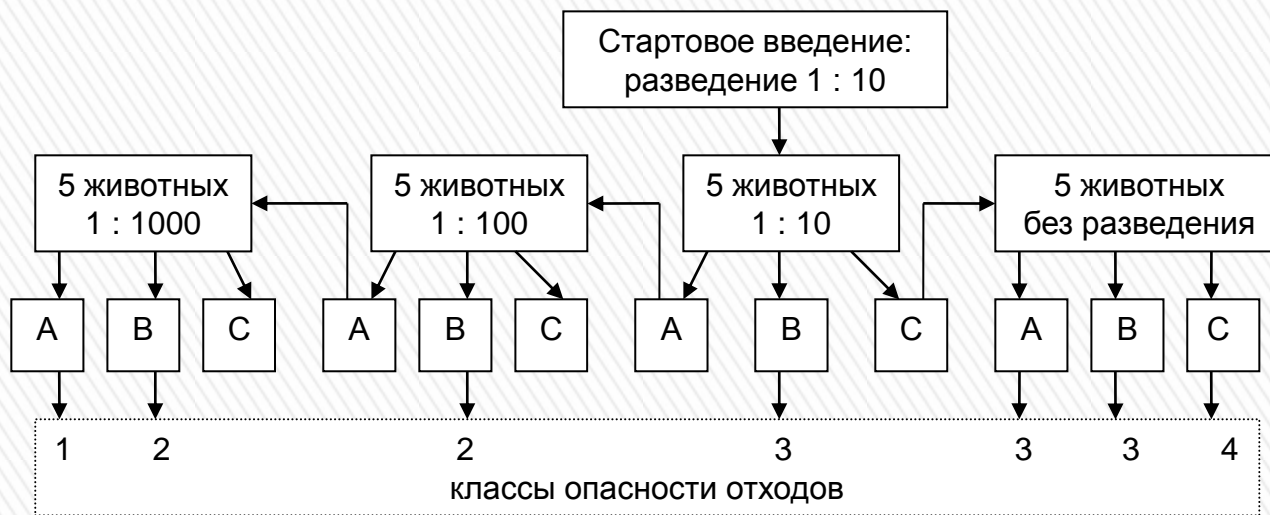 Стартовое введение:
разведение 1 : 10
5 животных
1 : 1000
5 животных
1 : 100
5 животных
1 : 10
5 животных
без разведения
А В С А В С А В С А В С
1 2 2 3 3 3 4
классы опасности отходов